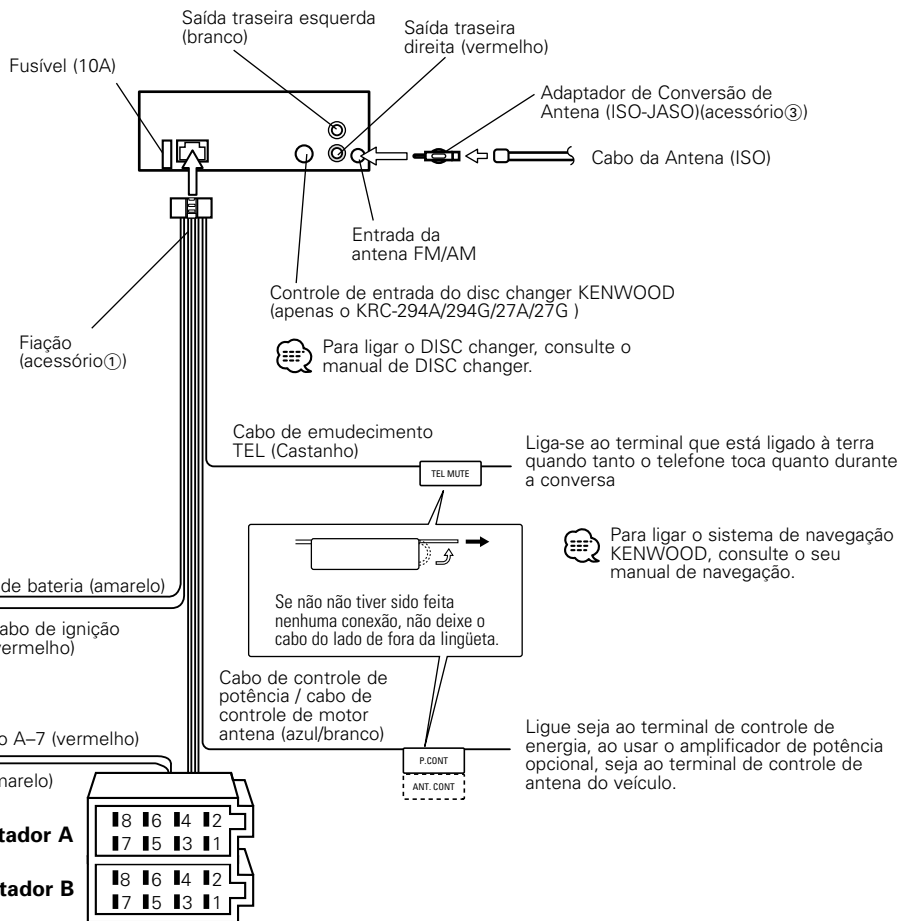 Saída traseira esquerda
(branco)
Saída traseira
direita (vermelho)
Fusível (10A)
Adaptador de Conversão de
Antena (ISO-JASO)(acessório③)
Cabo da Antena (ISO)
Entrada da
antena FM/AM
Controle de entrada do disc changer KENWOOD
(apenas o KRC-294A/294G/27A/27G )
Fiação
(acessório①)
Para ligar o DISC changer, consulte o
manual de DISC changer.
Cabo de emudecimento
TEL (Castanho)
TEL MUTE
Liga-se ao terminal que está ligado à terra
quando tanto o telefone toca quanto durante
a conversa
Para ligar o sistema de navegação
KENWOOD, consulte o seu
manual de navegação.
Se não não tiver sido feita
nenhuma conexão, não deixe o
cabo do lado de fora da lingüeta.
de bateria (amarelo)
abo de ignição
vermelho)
Cabo de controle de
potência / cabo de
controle de motor
antena (azul/branco)
P.CONT
ANT. CONT
Ligue seja ao terminal de controle de
energia, ao usar o amplificador de potência
opcional, seja ao terminal de controle de
antena do veículo.
o A–7 (vermelho)
marelo)
tador A
8 6 4 2
7 5 3 1
tador B
8 6 4 2
7 5 3 1